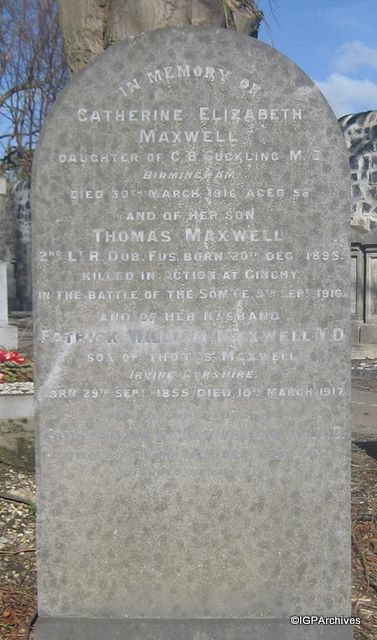 IN MEMORY OF
CATHERINE ELIZABETH
MAXWELL
DAUGHTER OF C.B. SUCKLING M.D.
BIRMINGHAM.
DIED 30TH MARCH 1916 AGED 58
AND OF HER SON
THOMAS MAXWELL
2ND LT R. DUB. FUS. BORN 20TH DEC. 1895.
KILLED IN ACTION AT GINCHY
IN THE BATTLE OF THE SOMME 9TH SEPT 1916.
AND OF HER HUSBAND
PATRICK WILLIAM MAXWELL M.D.
SON OF THOMAS MAXWELL
IRVINE AYRSHIRE.
BORN 29TH SEPT 1855 DIED 10TH MARCH 1917
©IGPArchives